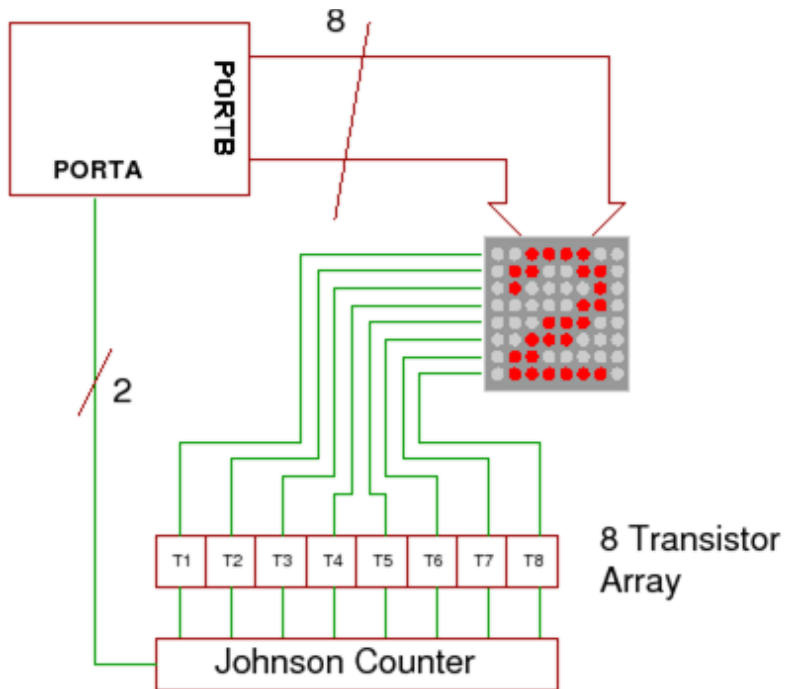 8
PORTB
PORTA
2
T1 T2 T3 T4 T5 T6 T7 T8
8 Transistor
Array
Johnson Counter